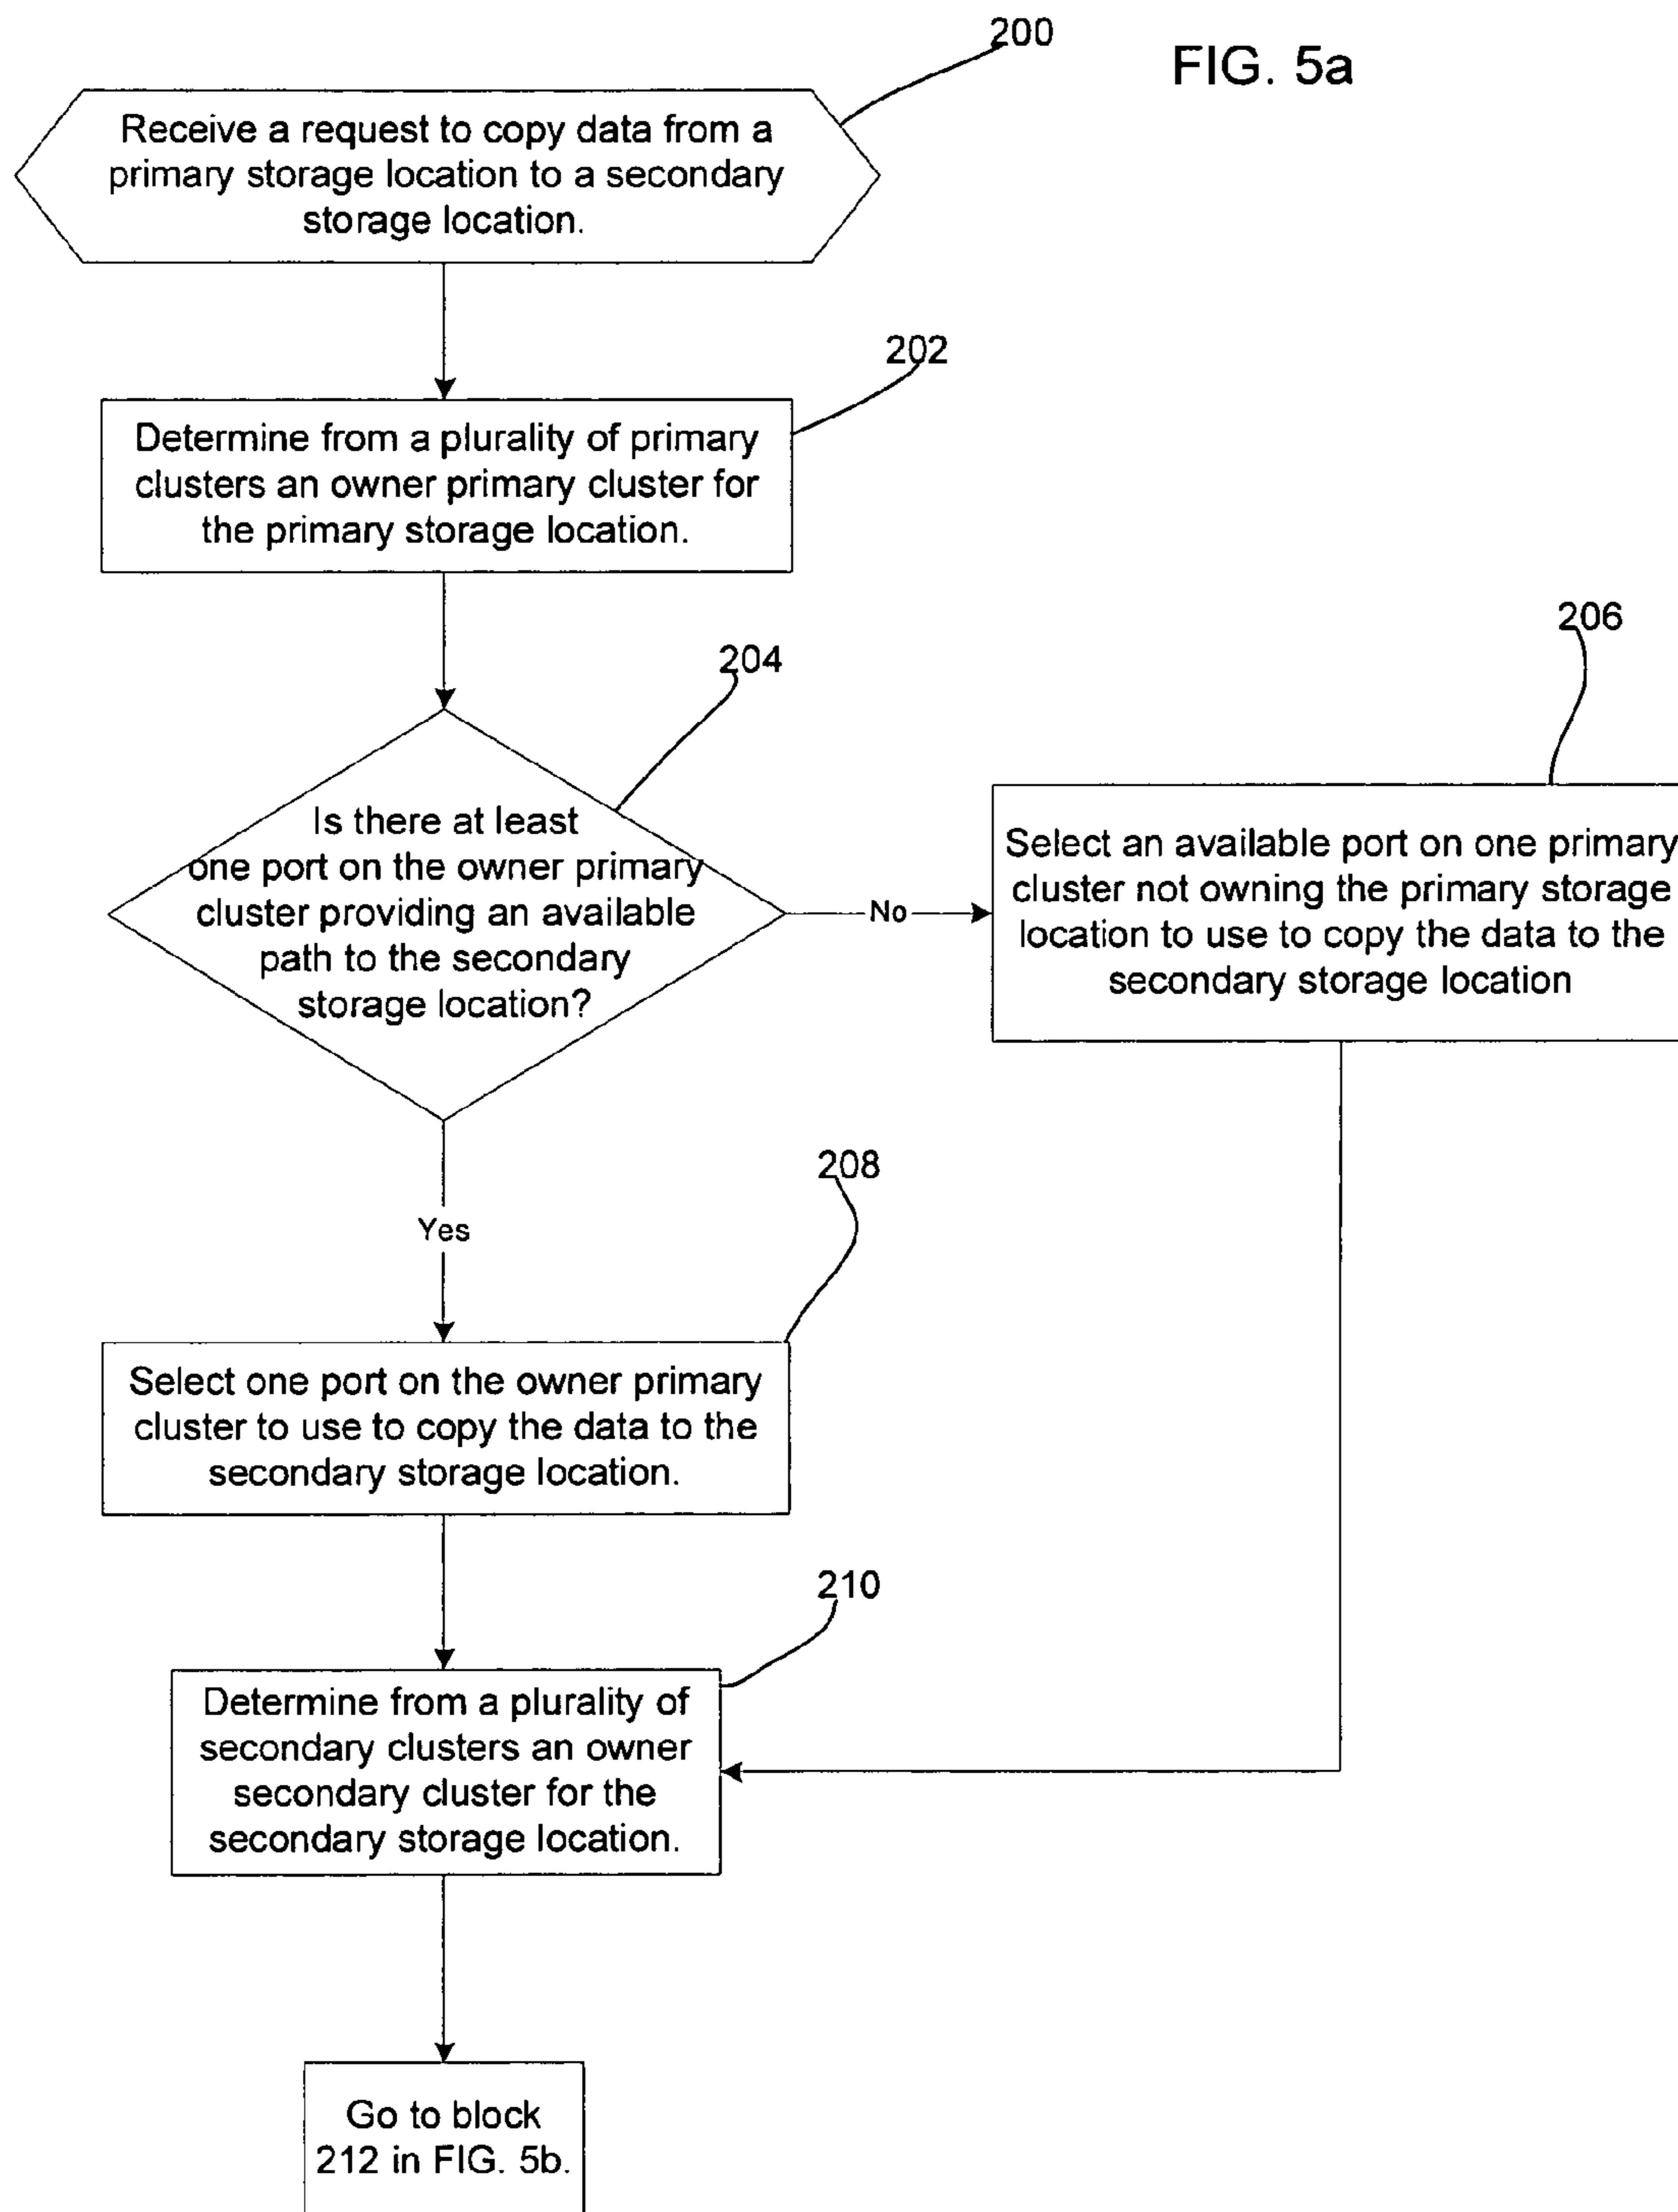 200
FIG. 5a
Receive a request to copy data from a
primary storage location to a secondary
storage location.
202
Determine from a plurality of primary
clusters an owner primary cluster for
the primary storage location.
204
Is there at least
one port on the owner primary
cluster providing an available
path to the secondary
storage location?
No
206
Select an available port on one primary
cluster not owning the primary storage
location to use to copy the data to the
secondary storage location
Yes
208
Select one port on the owner primary
cluster to use to copy the data to the
secondary storage location.
210
Determine from a plurality of
secondary clusters an owner
secondary cluster for the
secondary storage location.
Go to block
212 in FIG. 5b.